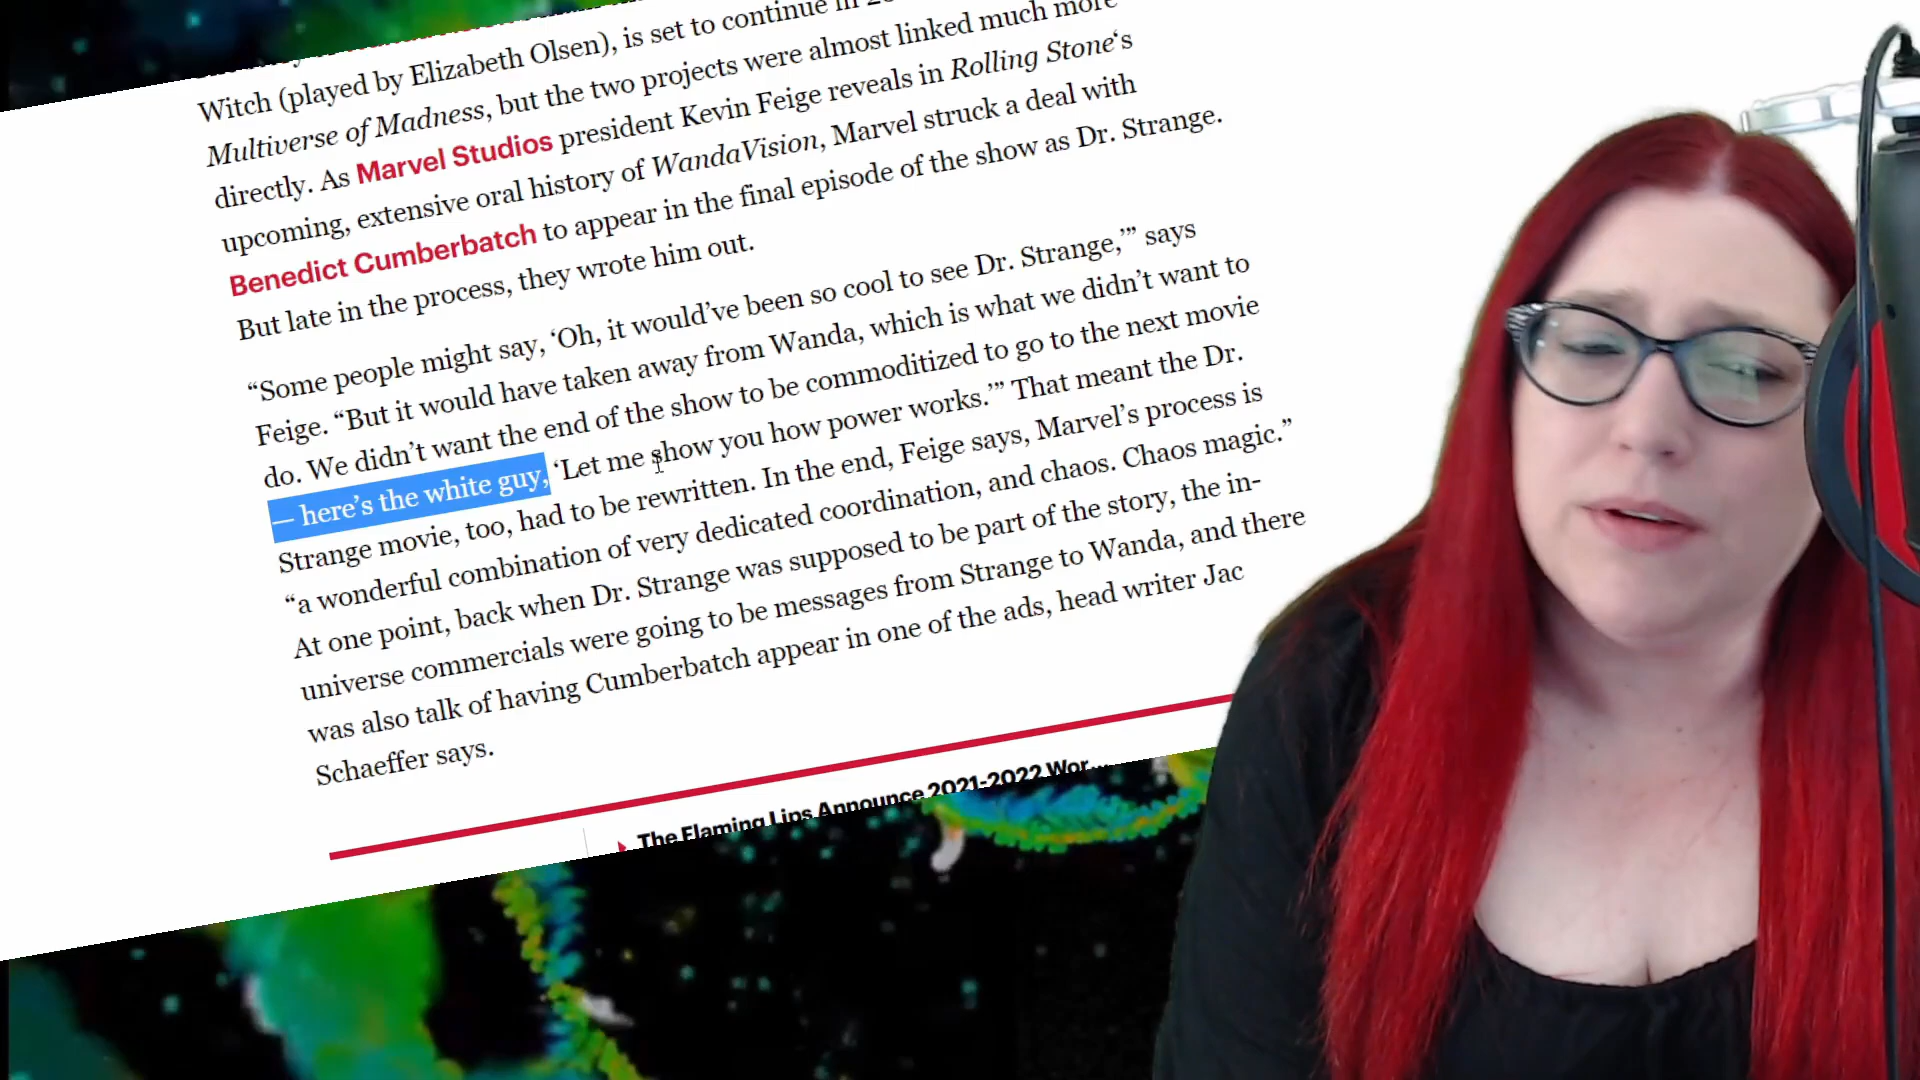 Witch (played by Elizabeth Olsen), is set to continue in
Multiverse of Madness, but the two projects were almost linked much more
directly. As Marvel Studios president Kevin Feige reveals in Rolling Stone‘s
upcoming, extensive oral history of WandaVision, Marvel struck a deal with
Benedict Cumberbatch to appear in the final episode of the show as Dr. Strange.
But late in the process, they wrote him out.
“Some people might say, ‘Oh, it would’ve been so cool to see Dr. Strange,’” says
Feige. “But it would have taken away from Wanda, which is what we didn’t want to
do. We didn’t want the end of the show to be commoditized to go to the next movie
— here’s the white guy, ‘Let me show you how power works.’” That meant the Dr.
Strange movie, too, had to be rewritten. In the end, Feige says, Marvel’s process is
“a wonderful combination of very dedicated coordination, and chaos. Chaos magic.”
At one point, back when Dr. Strange was supposed to be part of the story, the in-
universe commercials were going to be messages from Strange to Wanda, and there
was also talk of having Cumberbatch appear in one of the ads, head writer Jac
Schaeffer says.
The Flaming Lips Announce 2021-2022 Wor...